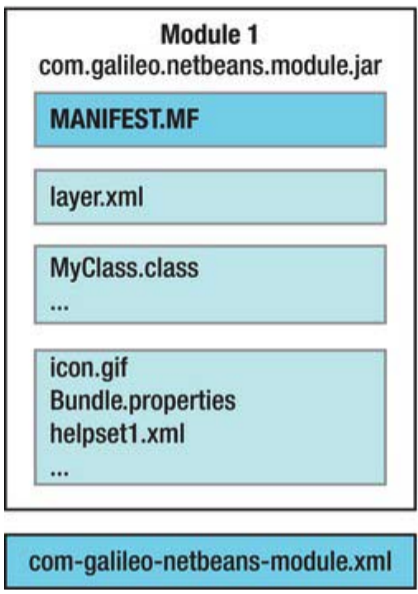 Module 1
com.galileo.netbeans.module.jar
MANIFEST.MF
layer.xml
MyClass.class
...
icon.gif
Bundle.properties
helpset1.xml
...
com-galileo-netbeans-module.xml